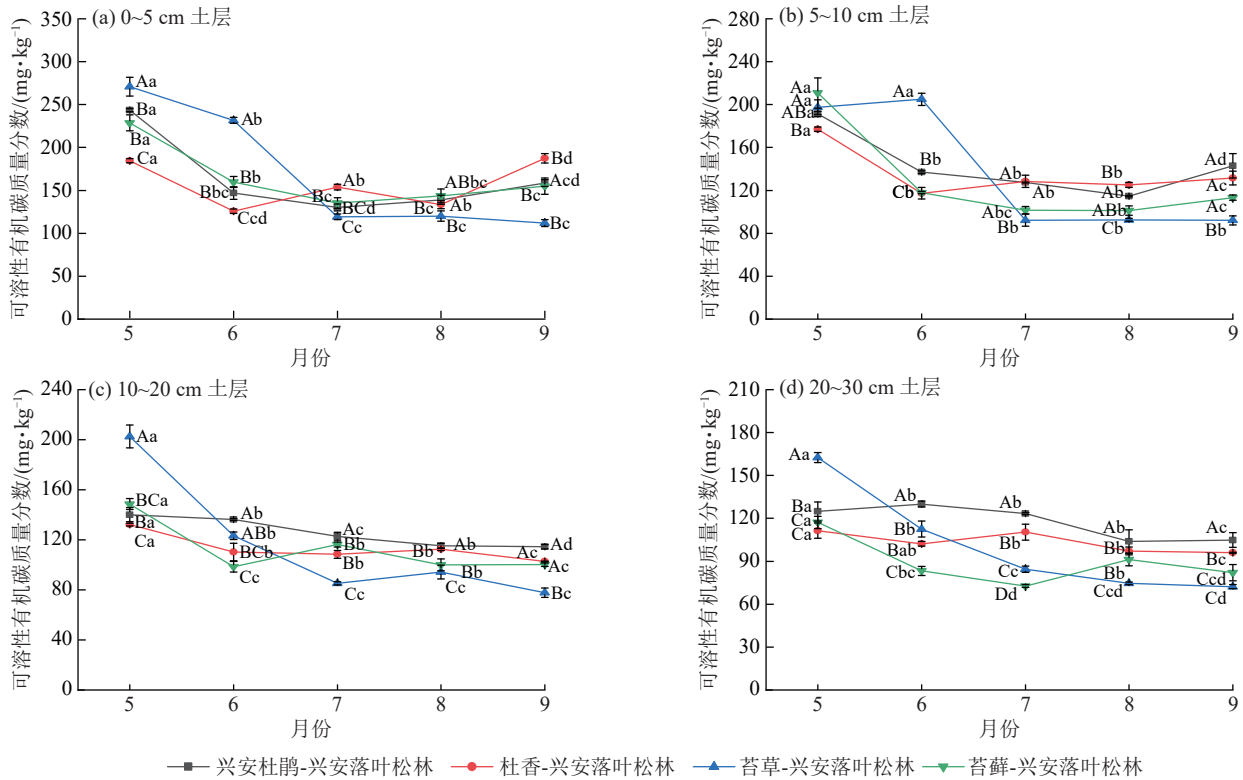 (a) 0~5 cm 土层
可溶性有机碳质量分数/(mg•kg⁻¹)
350
300
250
200
150
100
50
0
Aa
Ba
Ba
Ca
Ab
Bb
Bbc
Ccd
Ab
Bc
BCd
Cc
ABbc
Bc
Ab
Bc
Bd
Acd
Bc
Bc
5 6 7 8 9
月份
(b) 5~10 cm 土层
可溶性有机碳质量分数/(mg•kg⁻¹)
280
240
200
160
120
80
40
0
Aa
Aa
ABa
Ba
Aa
Bb
Cb
Ab
Ab
Abc
Bb
Bb
Ab
ABb
Cb
Ad
Ac
Ac
Bb
5 6 7 8 9
月份
(c) 10~20 cm 土层
可溶性有机碳质量分数/(mg•kg⁻¹)
240
200
160
120
80
40
0
Aa
BCa
Ba
Ca
Ab
ABb
BCb
Cc
Ac
Bb
Bb
Cc
Ab
Bb
Bb
Ad
Ac
Ac
Bc
5 6 7 8 9
月份
(d) 20~30 cm 土层
可溶性有机碳质量分数/(mg•kg⁻¹)
210
180
150
120
90
60
30
0
Aa
Ba
Ca
Ca
Ab
Bb
Bab
Cbc
Ab
Bb
Cc
Dd
Ab
Bb
Bb
Ccd
Ac
Bc
Ccd
Cd
5 6 7 8 9
月份
兴安杜鹃-兴安落叶松林 杜香-兴安落叶松林 苔草-兴安落叶松林 苔藓-兴安落叶松林